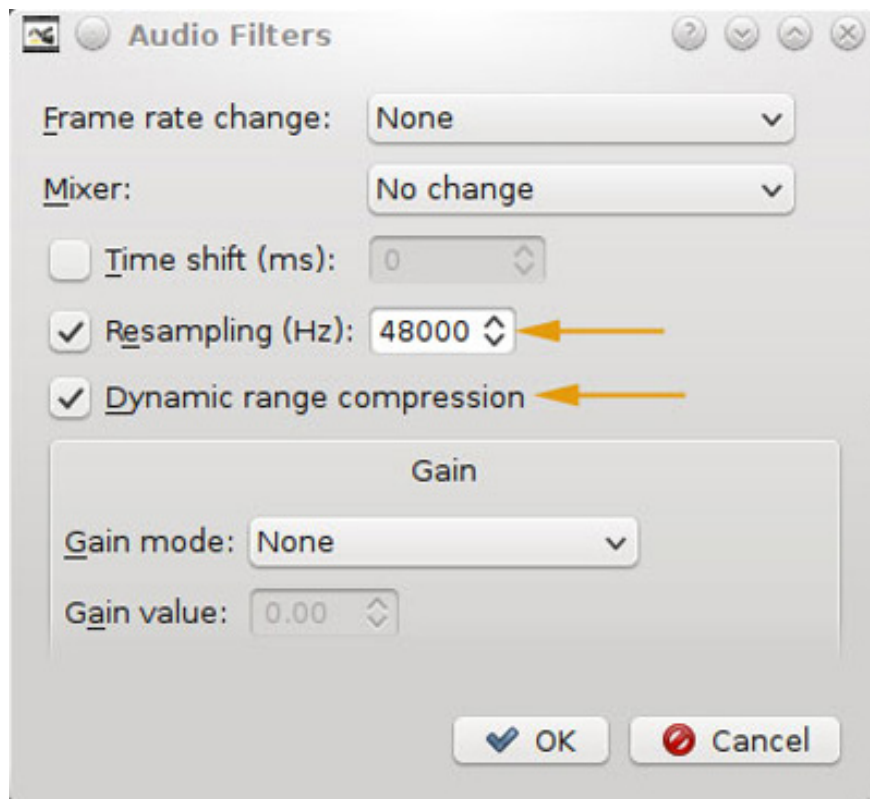 Audio Filters
Frame rate change: None
Mixer: No change
Time shift (ms): 0
Resampling (Hz): 48000
Dynamic range compression
Gain
Gain mode: None
Gain value: 0.00
OK Cancel